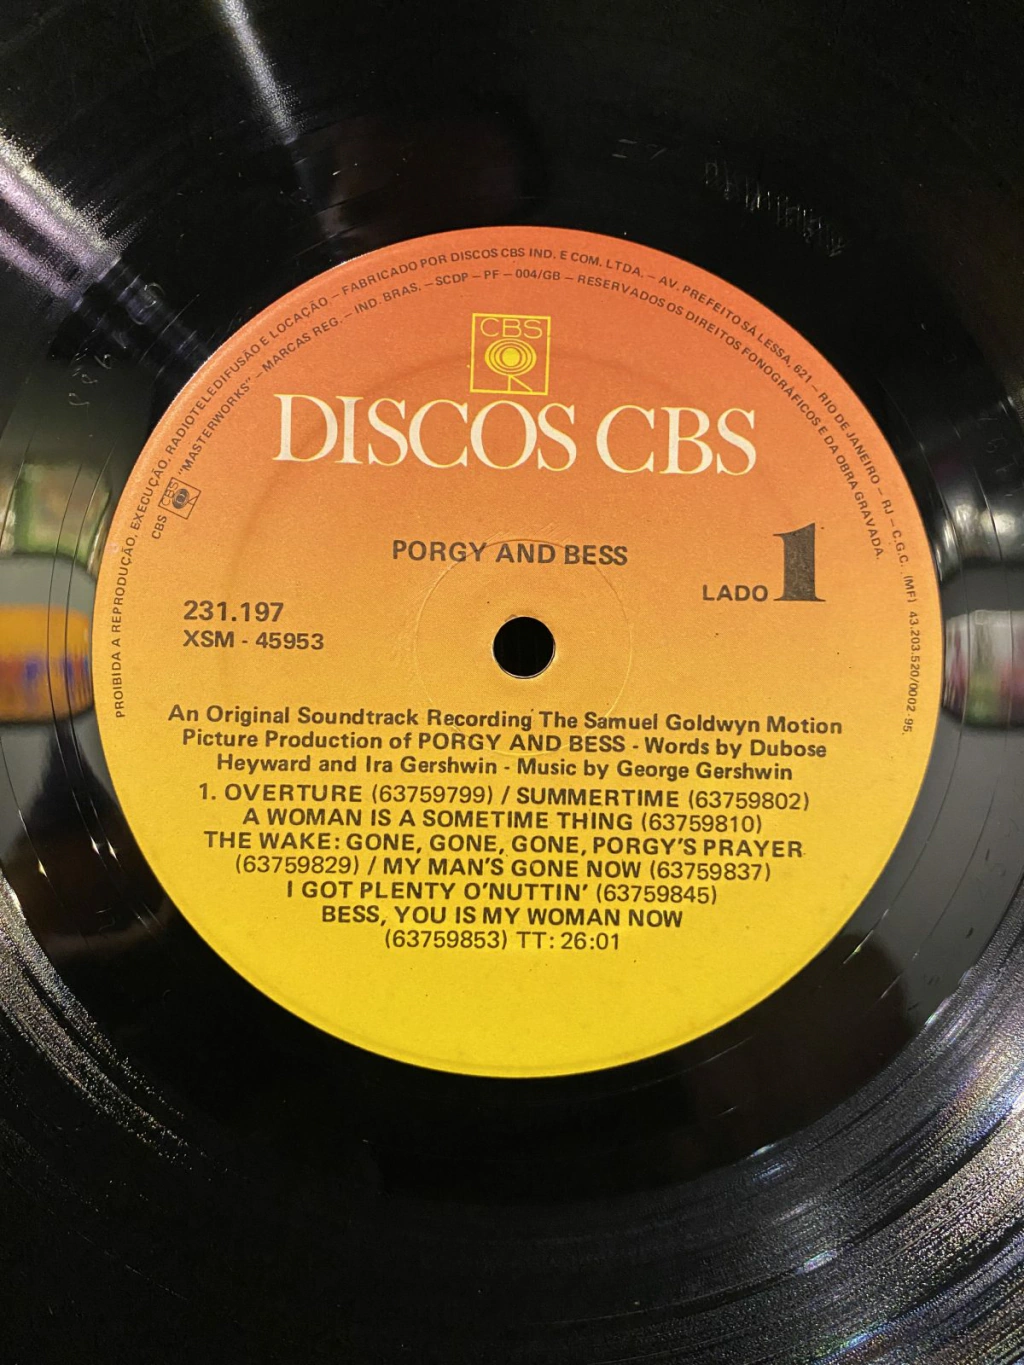 PROIBIDA A REPRODUÇÃO, EXECUÇÃO, RADIOTELEDIFUSÃO E LOCAÇÃO – FABRICADO POR DISCOS CBS IND. E COM. LTDA. – AV. PREFEITO SÁ LESSA, 621 – RIO DE JANEIRO – RJ – C.G.C. (MF) 43.203.520/0002-95.
CBS CBS "MASTERWORKS" – MARCAS REG. – IND. BRAS. – SCDP – PF – 004/GB – RESERVADOS OS DIREITOS FONOGRÁFICOS E DA OBRA GRAVADA.
CBS
DISCOS CBS
PORGY AND BESS
LADO 1
231.197
XSM - 45953
An Original Soundtrack Recording The Samuel Goldwyn Motion
Picture Production of PORGY AND BESS - Words by Dubose
Heyward and Ira Gershwin - Music by George Gershwin
1. OVERTURE (63759799) / SUMMERTIME (63759802)
A WOMAN IS A SOMETIME THING (63759810)
THE WAKE: GONE, GONE, GONE, PORGY'S PRAYER
(63759829) / MY MAN'S GONE NOW (63759837)
I GOT PLENTY O'NUTTIN' (63759845)
BESS, YOU IS MY WOMAN NOW
(63759853) TT: 26:01